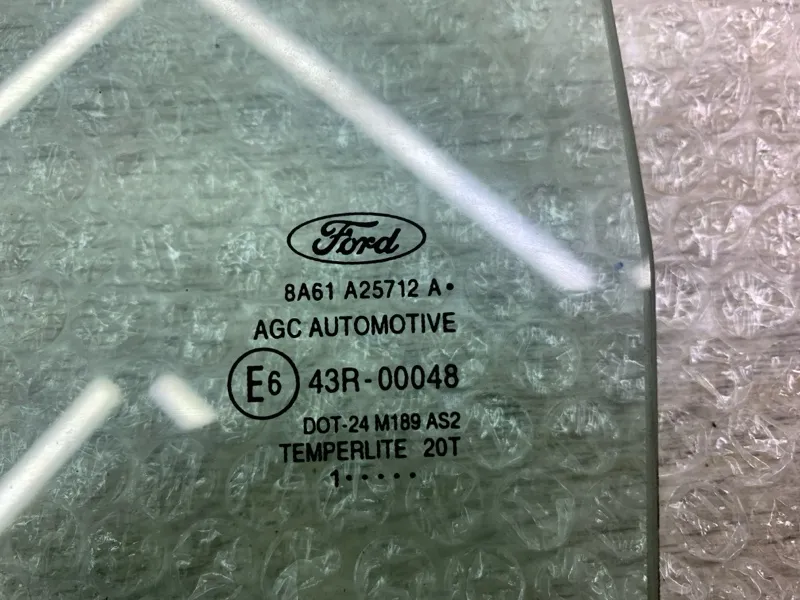 Ford
8A61 A25712 A•
AGC AUTOMOTIVE
E6 43R-00048
DOT-24 M189 AS2
TEMPERLITE 20T
1•••••